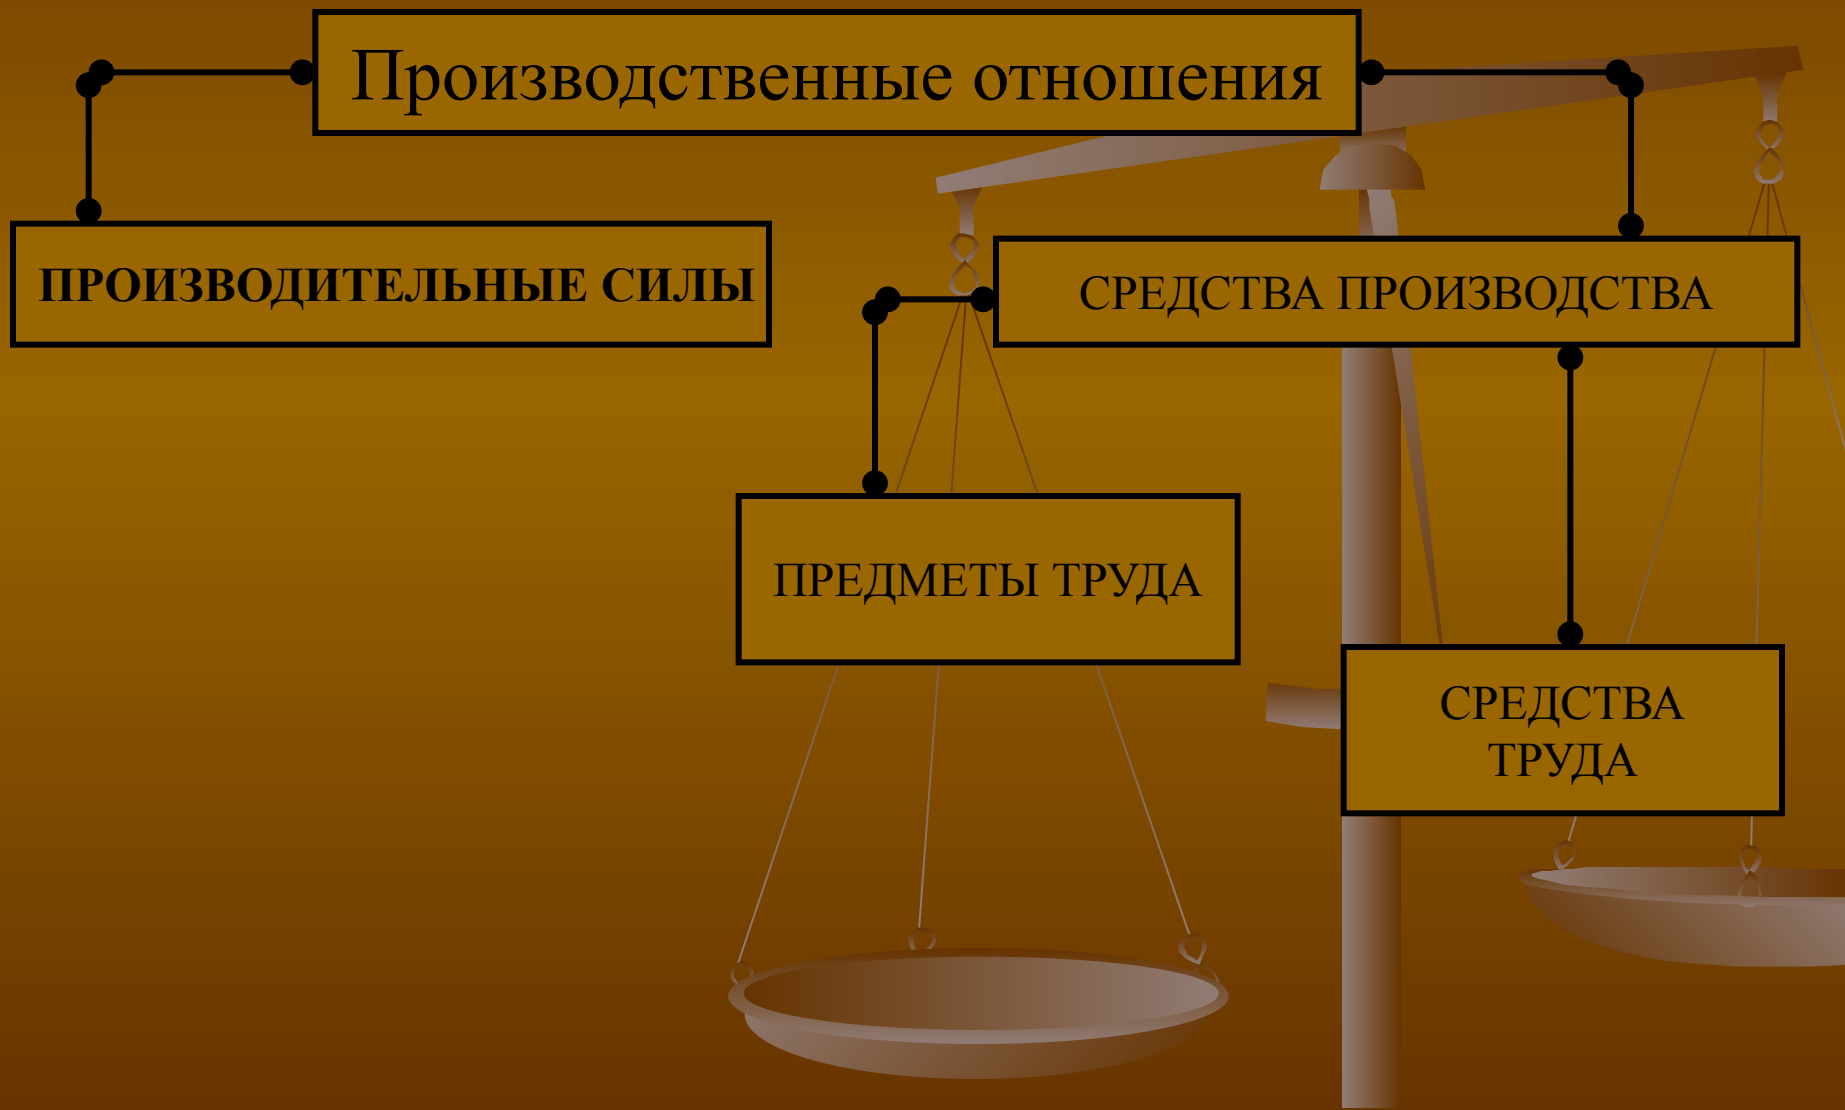 Производственные отношения
ПРОИЗВОДИТЕЛЬНЫЕ СИЛЫ
СРЕДСТВА ПРОИЗВОДСТВА
ПРЕДМЕТЫ ТРУДА
СРЕДСТВА
ТРУДА